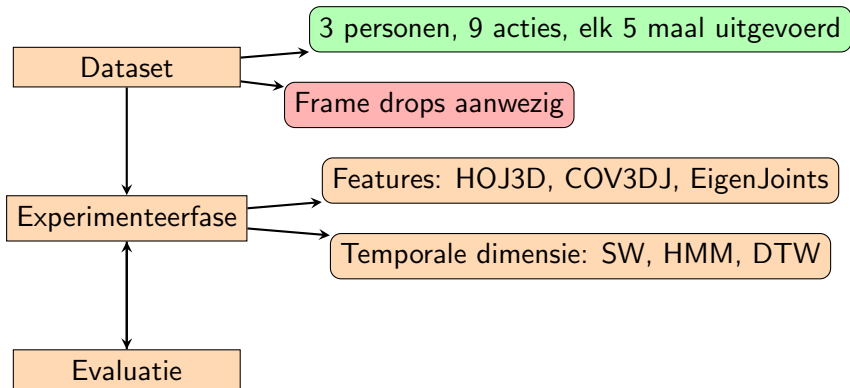 3 personen, 9 acties, elk 5 maal uitgevoerd
Dataset
Frame drops aanwezig
Features: HOJ3D, COV3DJ, EigenJoints
Experimenteerfase
Temporale dimensie: SW, HMM, DTW
Evaluatie